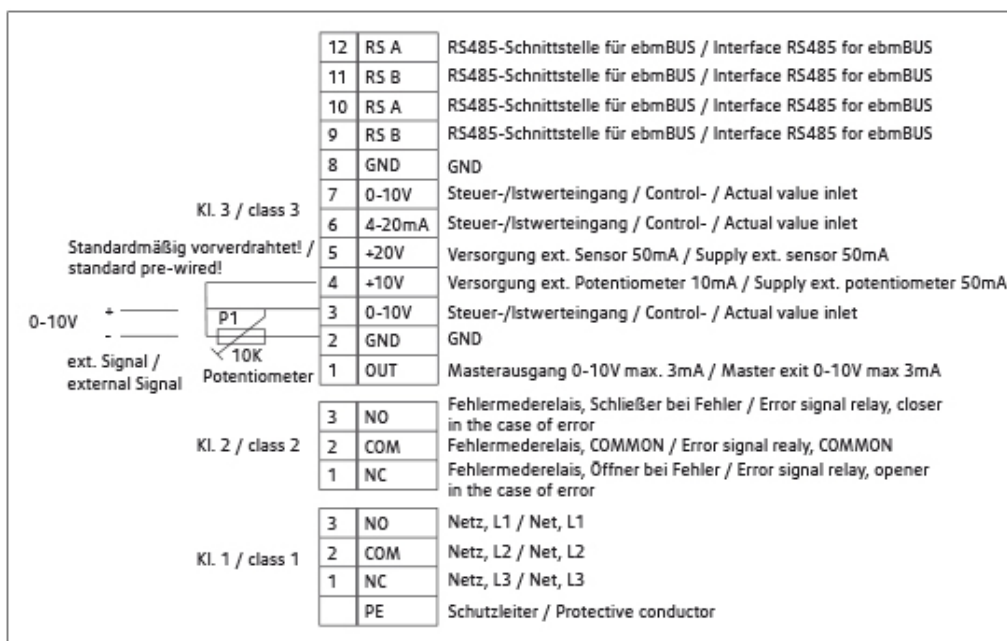 12 RS A RS485-Schnittstelle für ebmBUS / Interface RS485 for ebmBUS
11 RS B RS485-Schnittstelle für ebmBUS / Interface RS485 for ebmBUS
10 RS A RS485-Schnittstelle für ebmBUS / Interface RS485 for ebmBUS
9 RS B RS485-Schnittstelle für ebmBUS / Interface RS485 for ebmBUS
8 GND GND
7 0-10V Steuer-/Istwerteingang / Control- / Actual value inlet
Kl. 3 / class 3
6 4-20mA Steuer-/Istwerteingang / Control- / Actual value inlet
Standardmäßig vorverdrahtet! /
standard pre-wired!
5 +20V Versorgung ext. Sensor 50mA / Supply ext. sensor 50mA
4 +10V Versorgung ext. Potentiometer 10mA / Supply ext. potentiometer 50mA
3 0-10V Steuer-/Istwerteingang / Control- / Actual value inlet
0-10V + - P1
10K
Potentiometer
ext. Signal /
external Signal
2 GND GND
1 OUT Masterausgang 0-10V max. 3mA / Master exit 0-10V max 3mA
Kl. 2 / class 2
3 NO Fehlermederelais, Schließer bei Fehler / Error signal relay, closer
in the case of error
2 COM Fehlermederelais, COMMON / Error signal realy, COMMON
1 NC Fehlermederelais, Öffner bei Fehler / Error signal relay, opener
in the case of error
Kl. 1 / class 1
3 NO Netz, L1 / Net, L1
2 COM Netz, L2 / Net, L2
1 NC Netz, L3 / Net, L3
PE Schutzleiter / Protective conductor